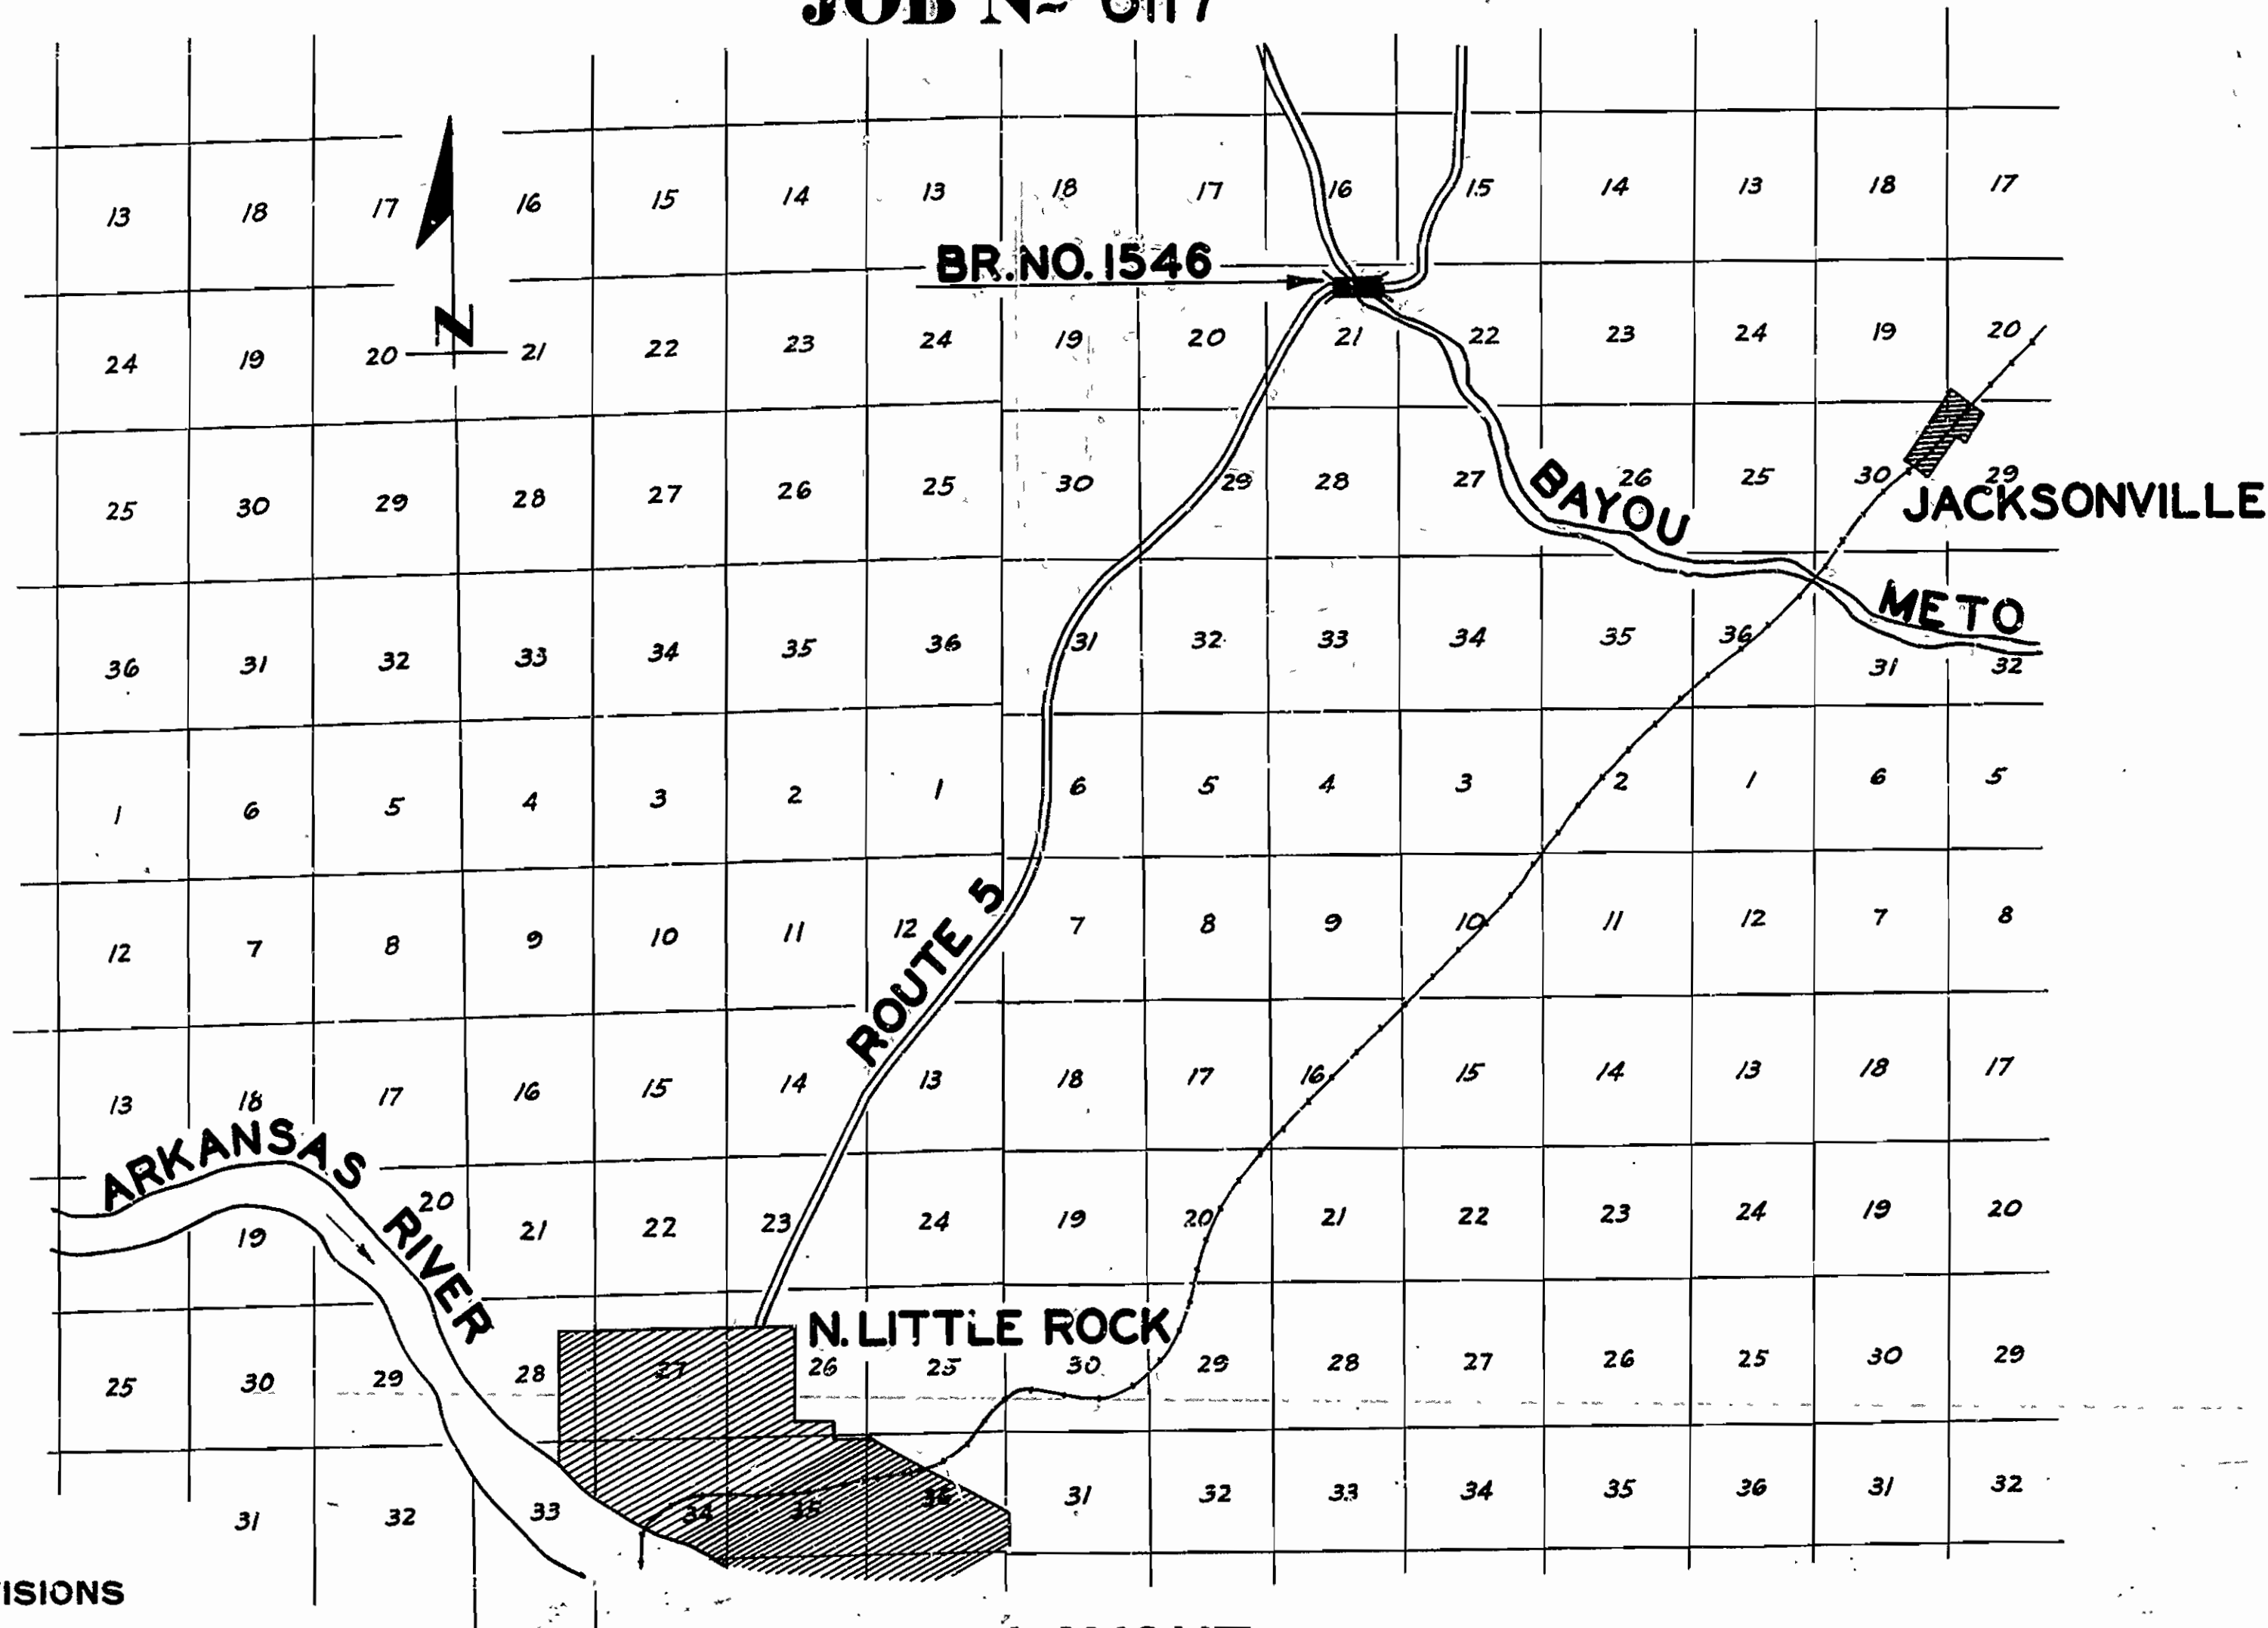 JOB No 6117
13 18 17 16 15 14 13 18 17 16 15 14 13 18 17
BR. NO. 1546
N
24 19 20 21 22 23 24 19 20 21 22 23 24 19 20
25 30 29 28 27 26 25 30 29 28 27 26 25 30 29
BAYOU
JACKSONVILLE
METO
36 31 32 33 34 35 36 31 32 33 34 35 36 31 32
1 6 5 4 3 2 1 6 5 4 3 2 1 6 5
ROUTE 5
12 7 8 9 10 11 12 7 8 9 10 11 12 7 8
13 18 17 16 15 14 13 18 17 16 15 14 13 18 17
ARKANSAS
RIVER
19 20 21 22 23 24 19 20 21 22 23 24 19 20
N. LITTLE ROCK
25 30 29 28 27 26 25 30 29 28 27 26 25 30 29
31 32 33 34 35 36 31 32 33 34 35 36 31 32
ISIONS